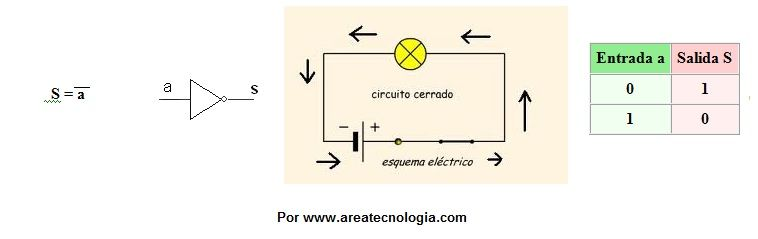 S = a̅
a
S
circuito cerrado
− +
esquema eléctrico
Entrada a Salida S
0 1
1 0
Por www.areatecnologia.com